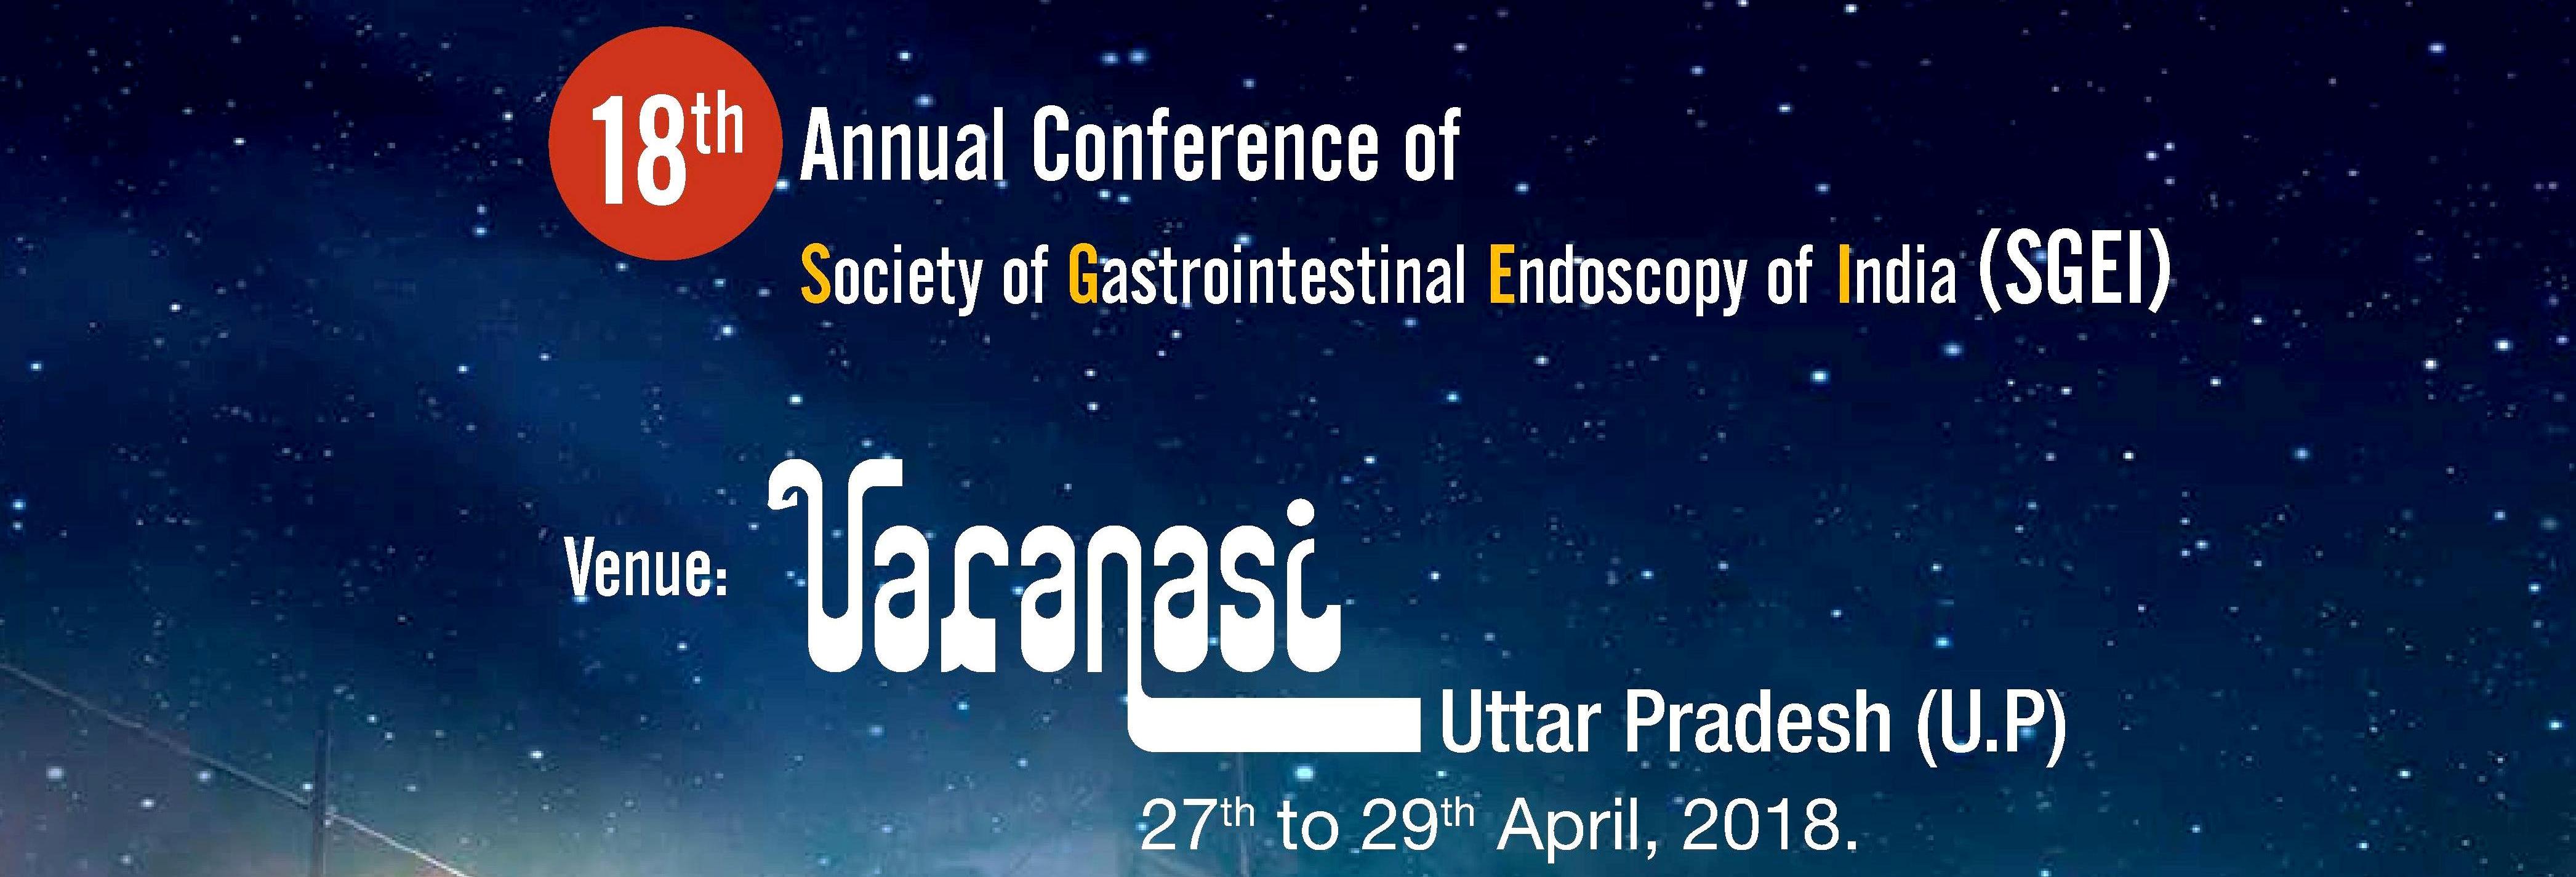 18th Annual Conference of
Society of Gastrointestinal Endoscopy of India (SGEI)
Venue: Varanasi
Uttar Pradesh (U.P)
27th to 29th April, 2018.